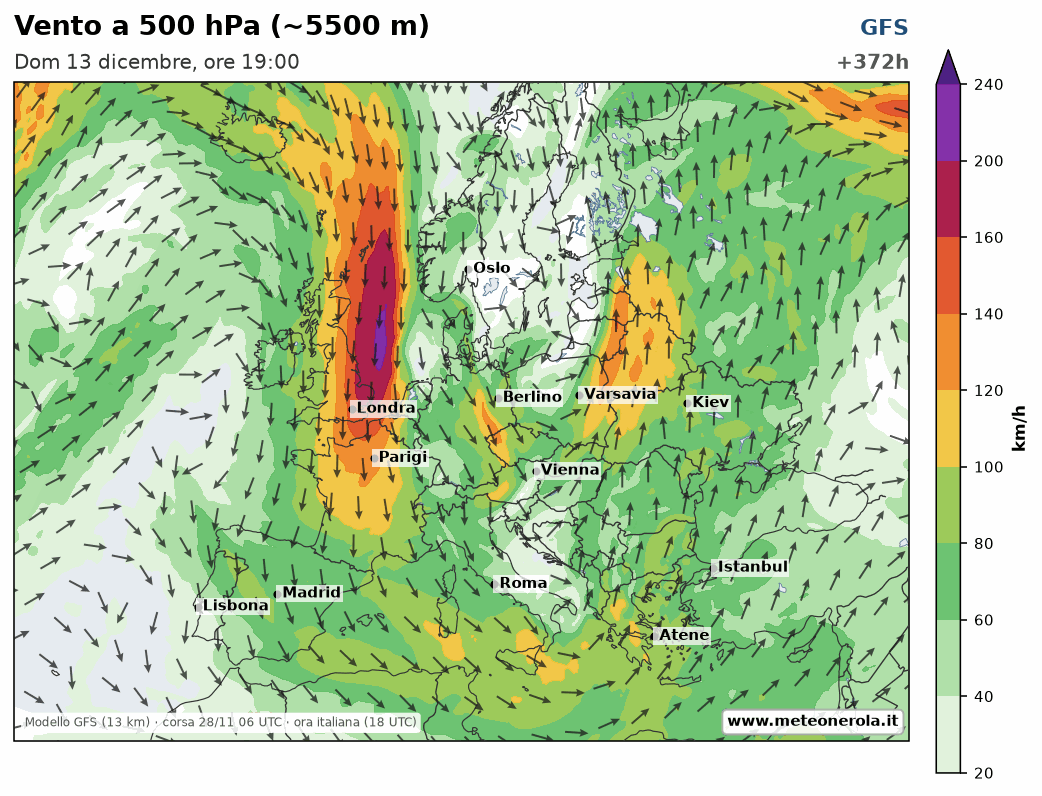 Vento a 500 hPa (~5500 m)
GFS
Dom 13 dicembre, ore 19:00
+372h
240
200
160
140
120
100
80
60
40
20
km/h
Oslo
Berlino
Varsavia
Kiev
Londra
Parigi
Vienna
Istanbul
Roma
Madrid
Lisbona
Atene
Modello GFS (13 km) · corsa 28/11 06 UTC · ora italiana (18 UTC)
www.meteonerola.it